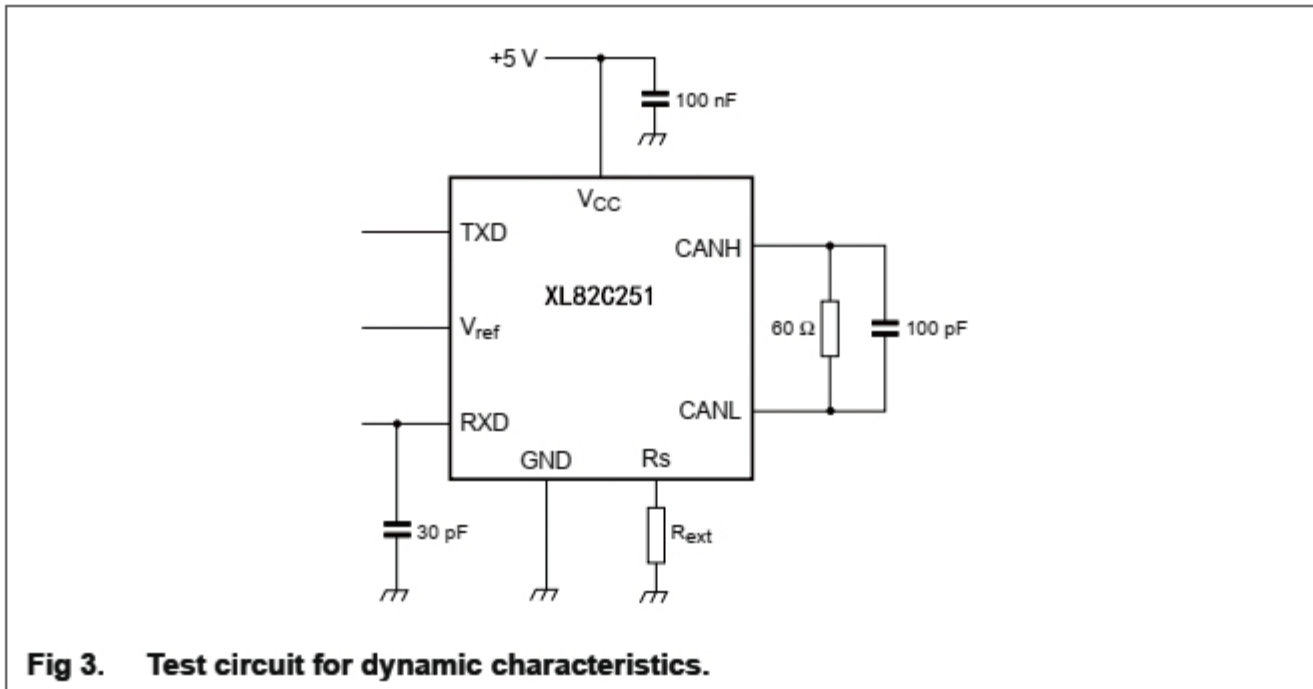 +5 V
100 nF
VCC
TXD
CANH
XL82C251
60 Ω
100 pF
Vref
RXD
CANL
GND
Rs
30 pF
Rext
Fig 3. Test circuit for dynamic characteristics.